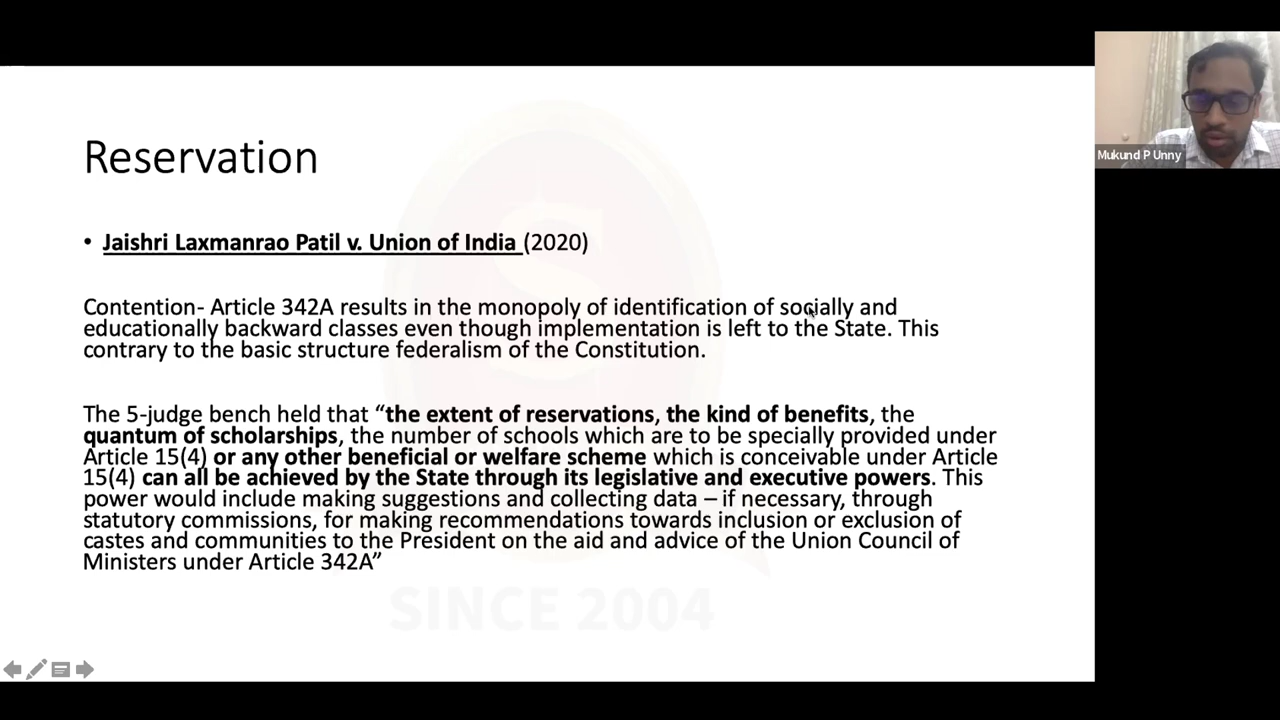 Reservation
• Jaishri Laxmanrao Patil v. Union of India (2020)
Contention- Article 342A results in the monopoly of identification of socially and
educationally backward classes even though implementation is left to the State. This
contrary to the basic structure federalism of the Constitution.
The 5-judge bench held that “the extent of reservations, the kind of benefits, the
quantum of scholarships, the number of schools which are to be specially provided under
Article 15(4) or any other beneficial or welfare scheme which is conceivable under Article
15(4) can all be achieved by the State through its legislative and executive powers. This
power would include making suggestions and collecting data – if necessary, through
statutory commissions, for making recommendations towards inclusion or exclusion of
castes and communities to the President on the aid and advice of the Union Council of
Ministers under Article 342A”
SINCE 2004
Mukund P Unny